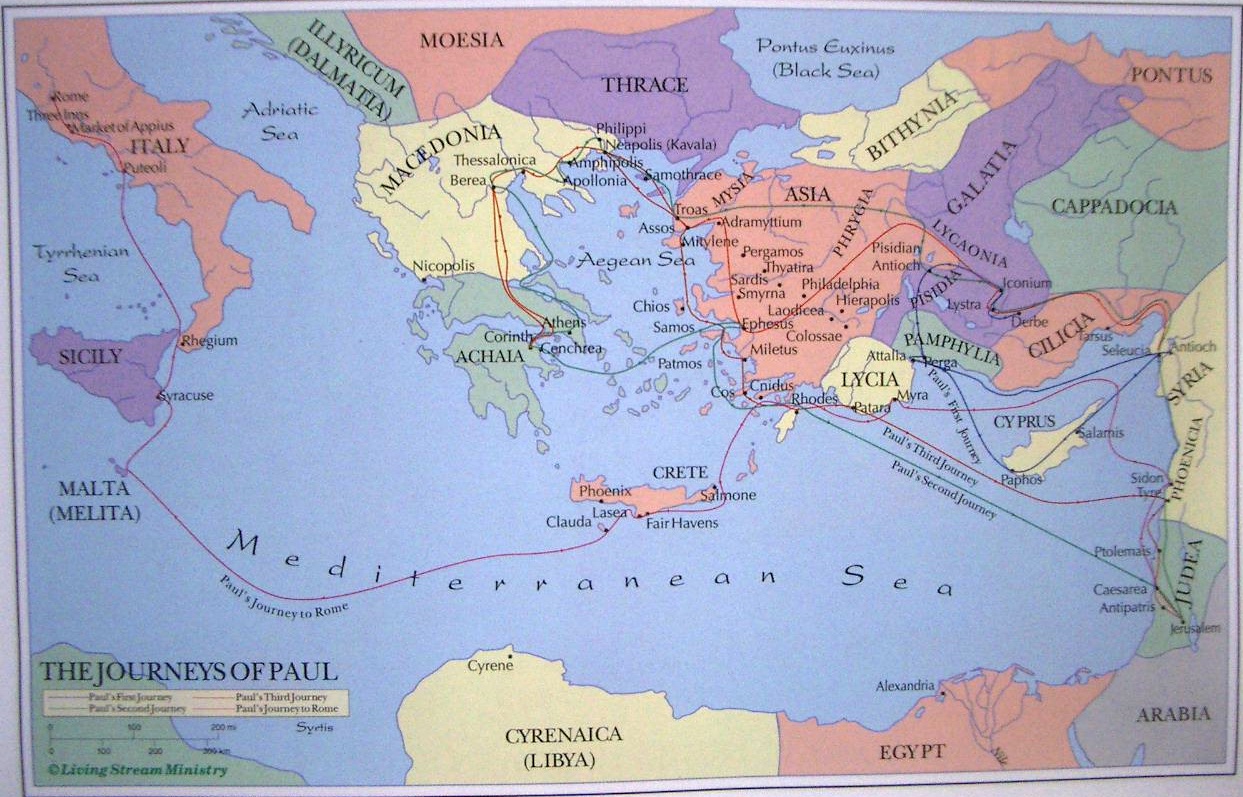 ILLYRICUM
(DALMATIA)
MOESIA
THRACE
Pontus Euxinus
(Black Sea)
PONTUS
BITHYNIA
GALATIA
CAPPADOCIA
Rome
Three Inns
Market of Appius
ITALY
Puteoli
Adriatic
Sea
Tyrrhenian
Sea
MACEDONIA
Philippi
Neapolis (Kavala)
Thessalonica
Berea
Amphipolis
Apollonia
Samothrace
MYSIA
ASIA
PHRYGIA
Troas
Adramyttium
Assos
Mitylene
Aegean Sea
Pergamos
Thyatira
Sardis
Smyrna
Philadelphia
Hierapolis
Laodicea
Colossae
Ephesus
Miletus
Chios
Samos
Patmos
Cos
Cnidus
Rhodes
Patara
Myra
LYCIA
LYCAONIA
Pisidian
Antioch
PISIDIA
Iconium
Lystra
Derbe
PAMPHYLIA
Attalia
Perga
CILICIA
Tarsus
Seleucia
Antioch
SYRIA
Nicopolis
Athens
Corinth
Cenchrea
ACHAIA
SICILY
Rhegium
Syracuse
MALTA
(MELITA)
CRETE
Phoenix
Lasea
Salmone
Clauda
Fair Havens
CYPRUS
Salamis
Paphos
Paul's First Journey
Paul's Third Journey
Paul's Second Journey
Sidon
Tyre
PHOENICIA
Ptolemais
Caesarea
Antipatris
JUDEA
Jerusalem
Mediterranean Sea
Paul's Journey to Rome
THE JOURNEYS OF PAUL
Paul's First Journey
Paul's Third Journey
Paul's Second Journey
Paul's Journey to Rome
0 100 200 mi
0 100 200 300 km
Syrtis
©Living Stream Ministry
Cyrene
CYRENAICA
(LIBYA)
Alexandria
EGYPT
Nile
ARABIA